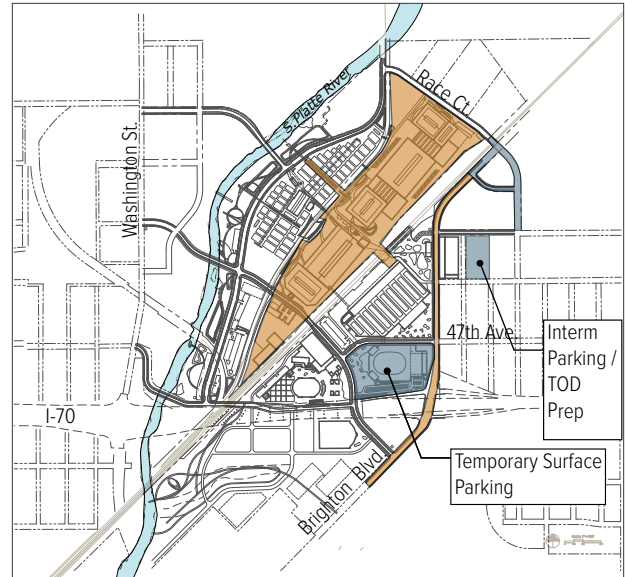 Race Ct.
S. Platte River
Washington St.
47th Ave
Interm
Parking /
TOD
Prep
I-70
Temporary Surface
Parking
Brighton Blvd.